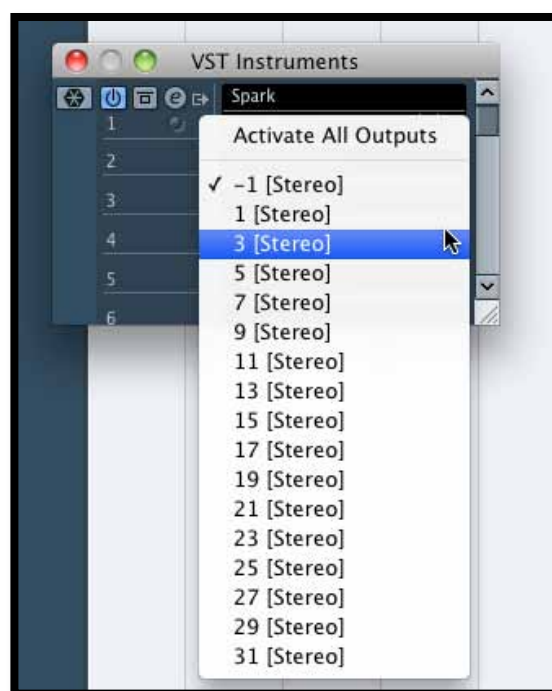 VST Instruments
e Spark
1
Activate All Outputs
2
✓ -1 [Stereo]
3
1 [Stereo]
4
3 [Stereo]
5
5 [Stereo]
7 [Stereo]
6
9 [Stereo]
11 [Stereo]
13 [Stereo]
15 [Stereo]
17 [Stereo]
19 [Stereo]
21 [Stereo]
23 [Stereo]
25 [Stereo]
27 [Stereo]
29 [Stereo]
31 [Stereo]